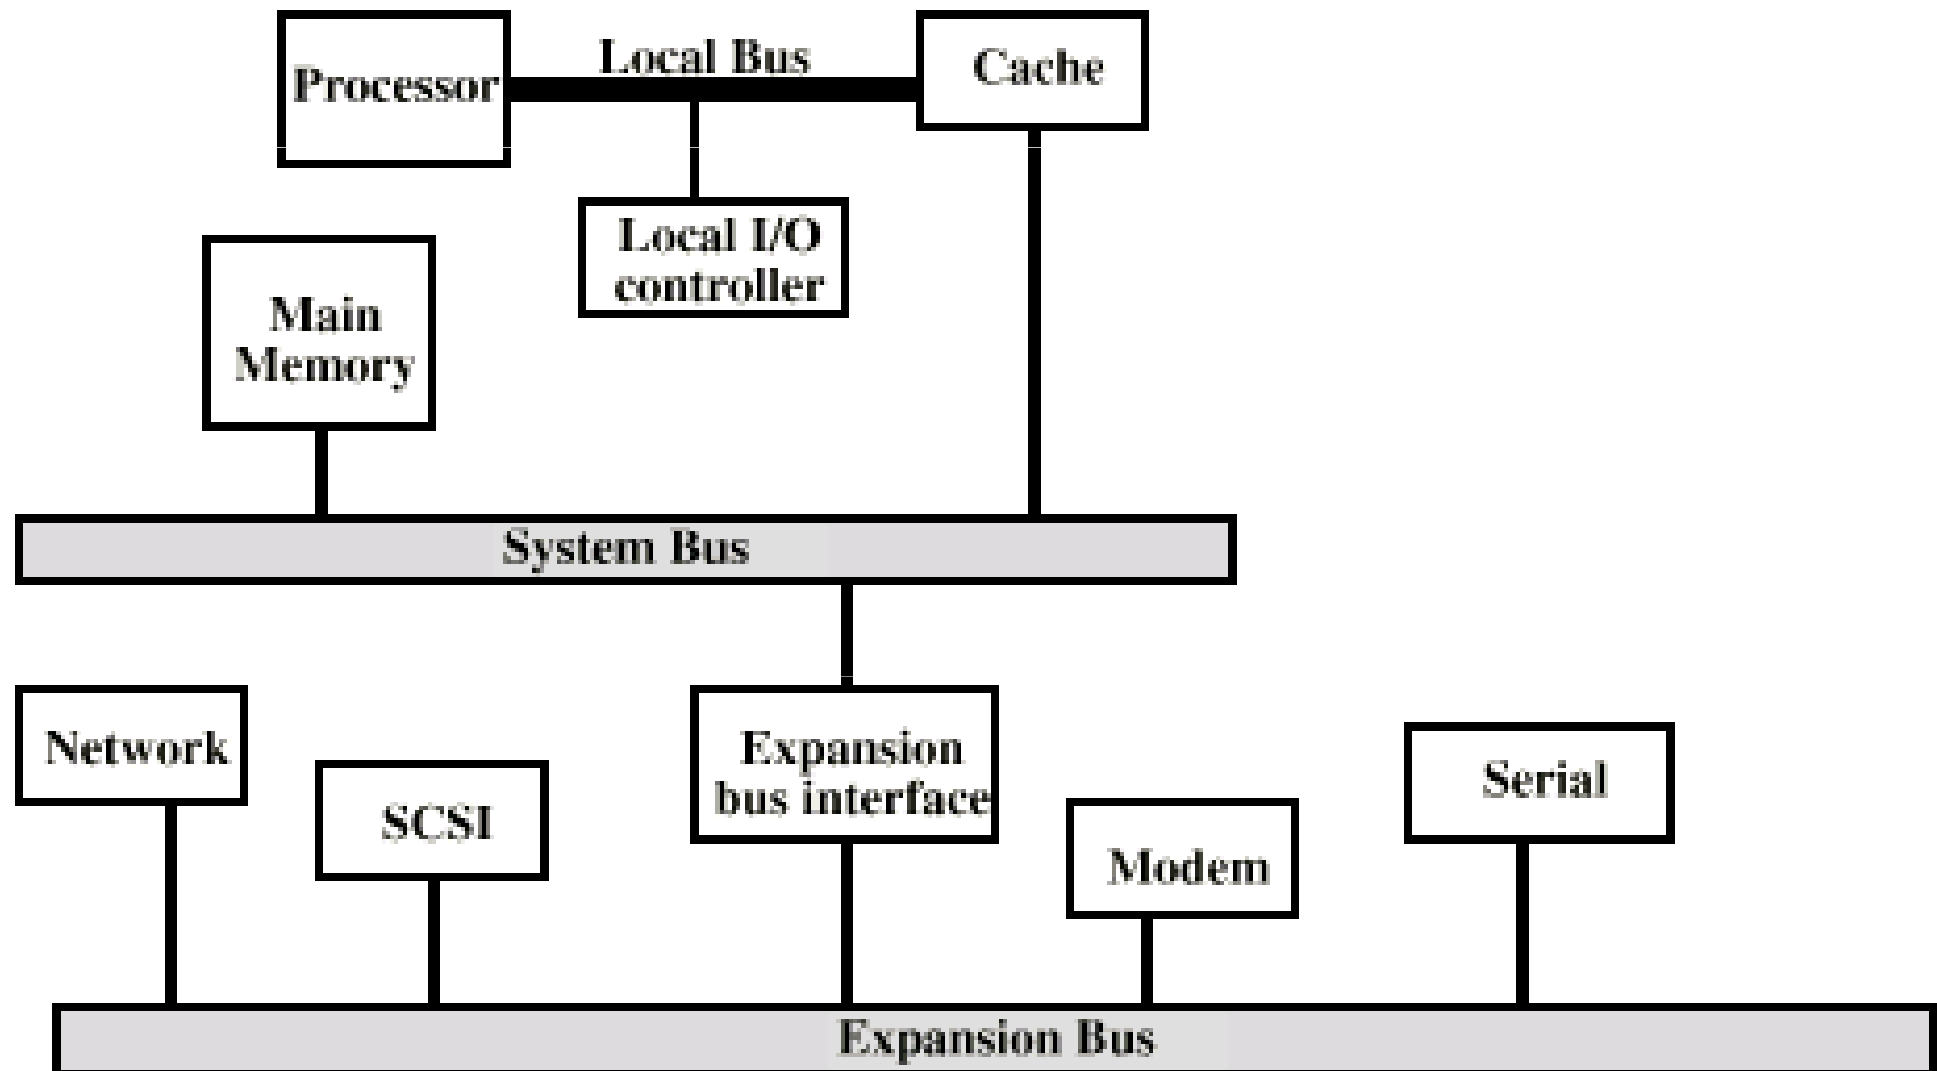 Processor
Local Bus
Cache
Local I/O
controller
Main
Memory
System Bus
Network
SCSI
Expansion
bus interface
Modem
Serial
Expansion Bus